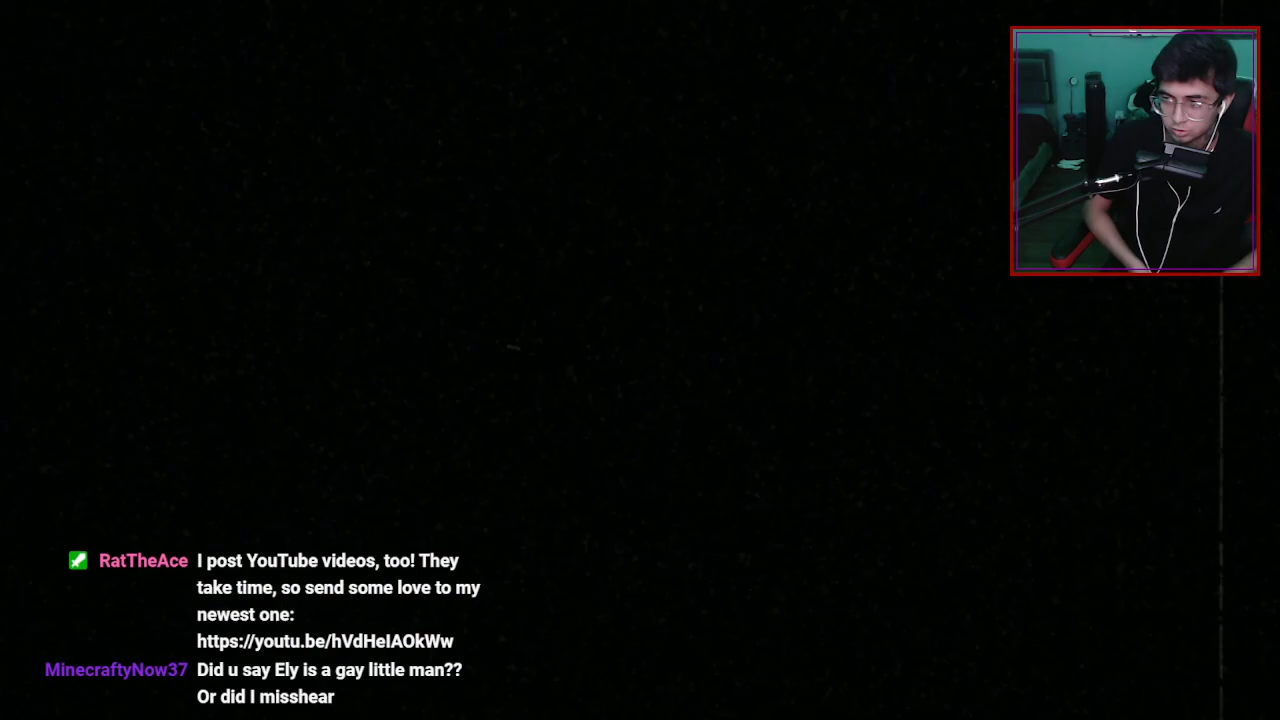 RatTheAce I post YouTube videos, too! They
take time, so send some love to my
newest one:
https://youtu.be/hVdHeIAOkWw
MinecraftyNow37 Did u say Ely is a gay little man??
Or did I misshear